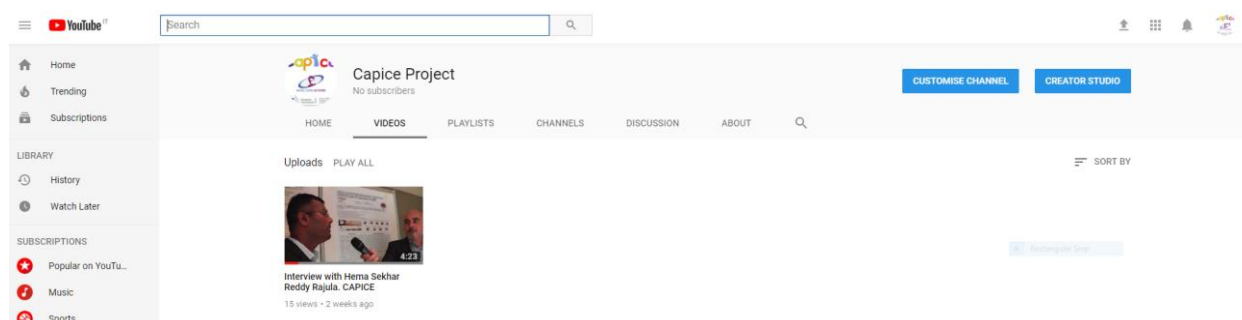 YouTube IT
Search
Home
Trending
Subscriptions
LIBRARY
History
Watch Later
SUBSCRIPTIONS
Popular on YouTu...
Music
Sports
Capice Project
No subscribers
CUSTOMISE CHANNEL
CREATOR STUDIO
HOME VIDEOS PLAYLISTS CHANNELS DISCUSSION ABOUT
Uploads PLAY ALL
SORT BY
4:23
Interview with Hema Sekhar
Reddy Rajula. CAPICE
15 views • 2 weeks ago